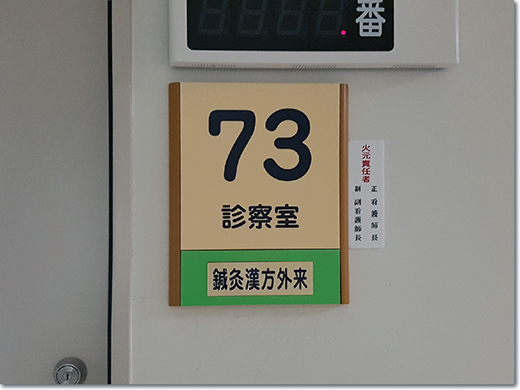 番
73
診察室
鍼灸漢方外来
火元責任者
正 看護師長
副 副看護師長